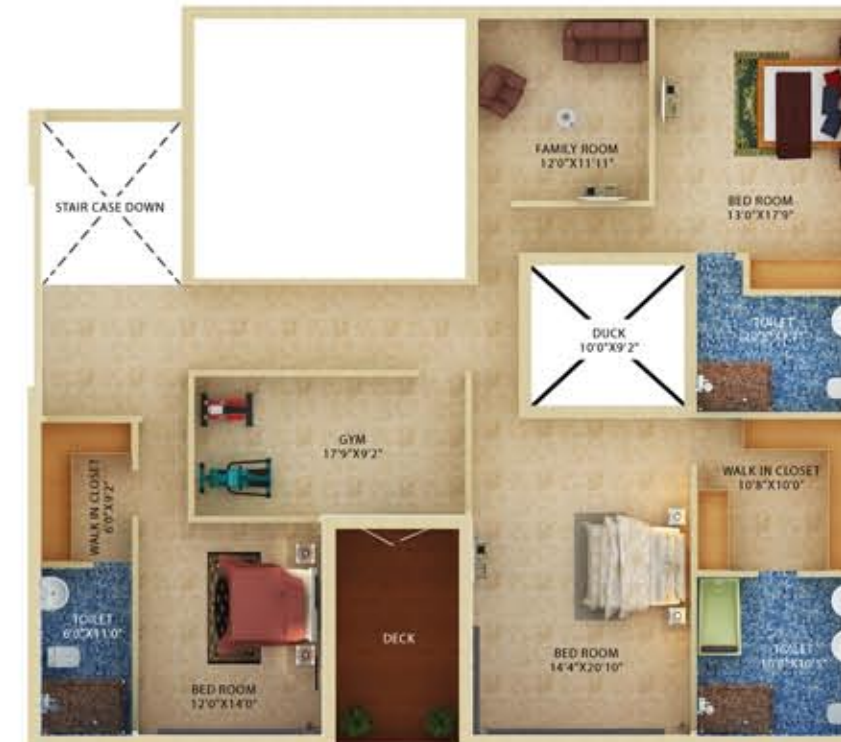 FAMILY ROOM
12'0"X11'11"
STAIR CASE DOWN
BED ROOM
13'0"X17'9"
DUCK
10'0"X9'2"
TOILET
GYM
17'9"X9'2"
WALK IN CLOSET
6'0"X9'2"
WALK IN CLOSET
10'8"X10'0"
TOILET
6'0"X11'0"
DECK
BED ROOM
14'4"X20'10"
TOILET
BED ROOM
12'0"X14'0"